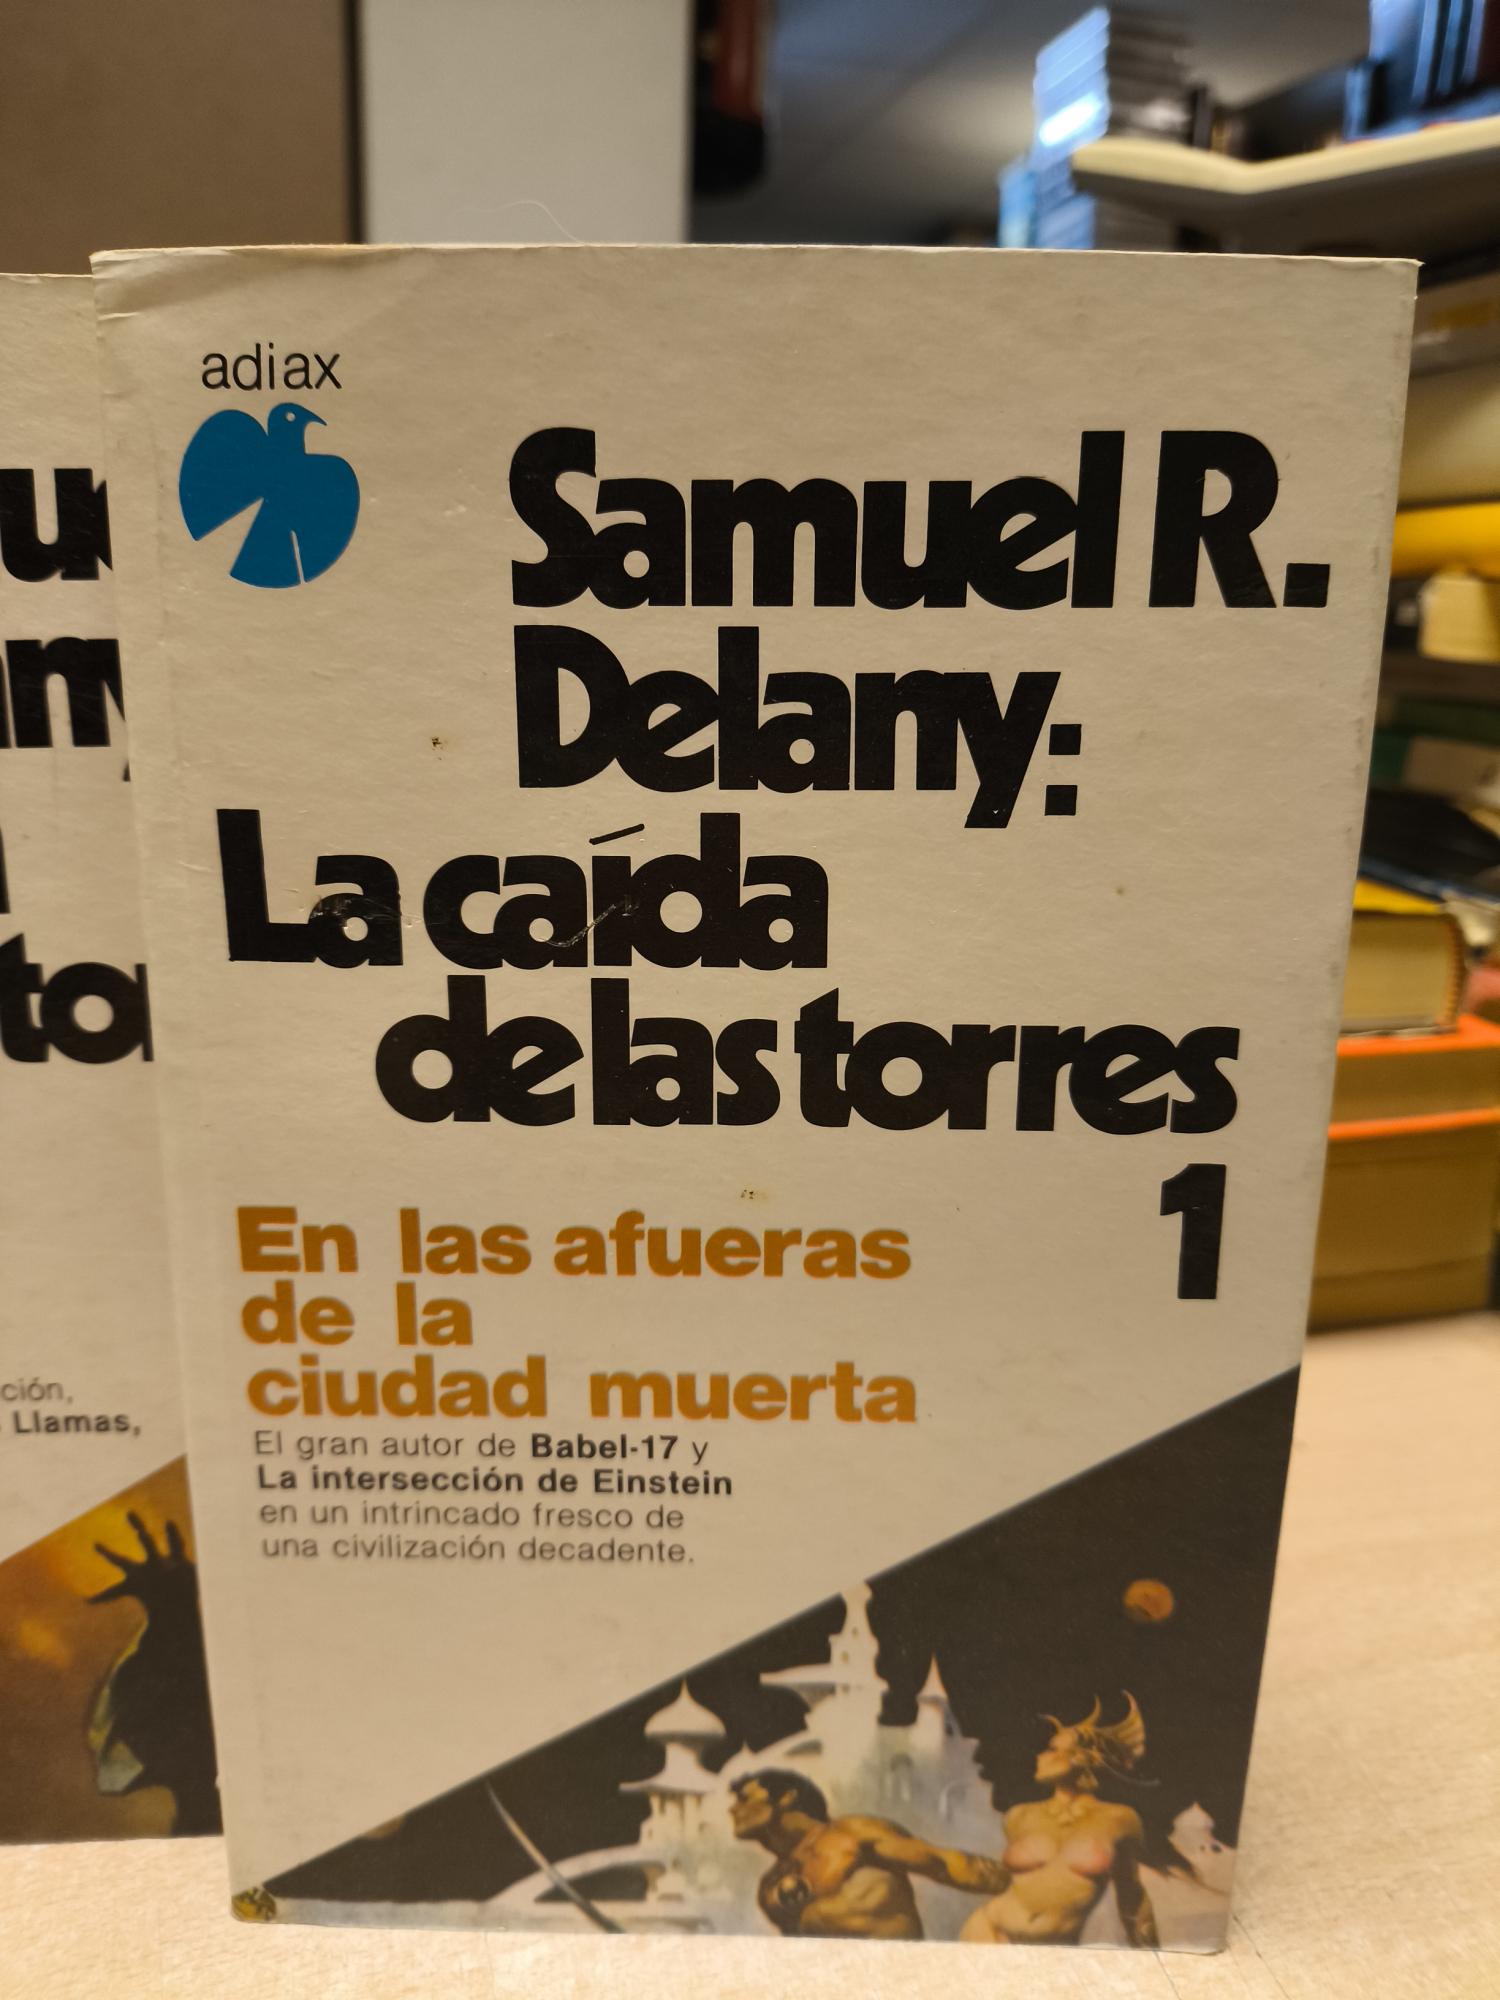 adiax
Samuel R.
Delany:
La caída
de las torres
1
En las afueras
de la
ciudad muerta
El gran autor de Babel-17 y
La intersección de Einstein
en un intrincado fresco de
una civilización decadente.
ción,
Llamas,